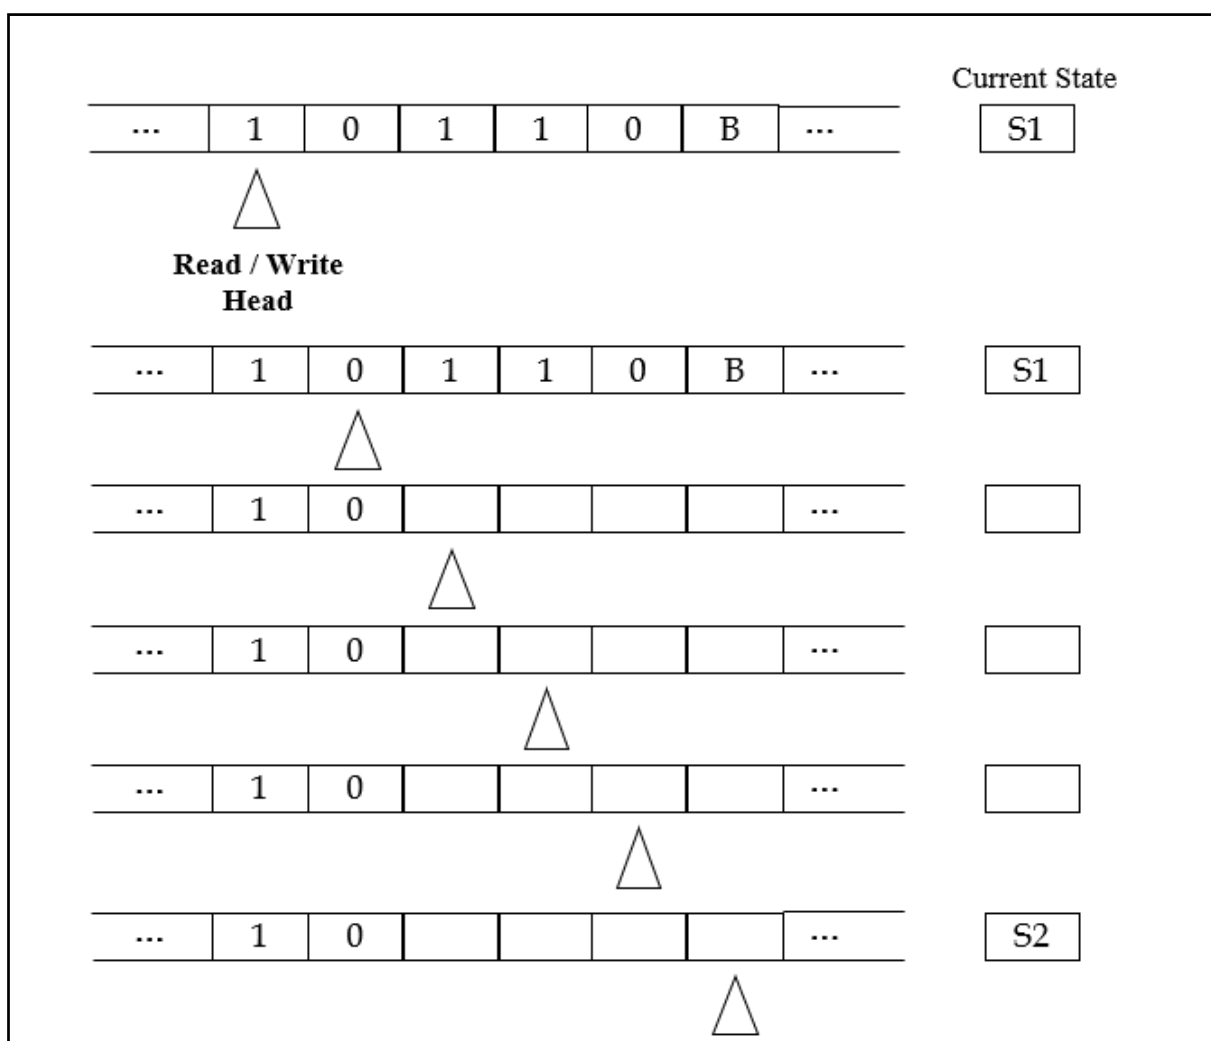 Current State
... 1 0 1 1 0 B ... S1
Read / Write
Head
... 1 0 1 1 0 B ... S1
... 1 0 ...
... 1 0 ...
... 1 0 ...
... 1 0 ... S2